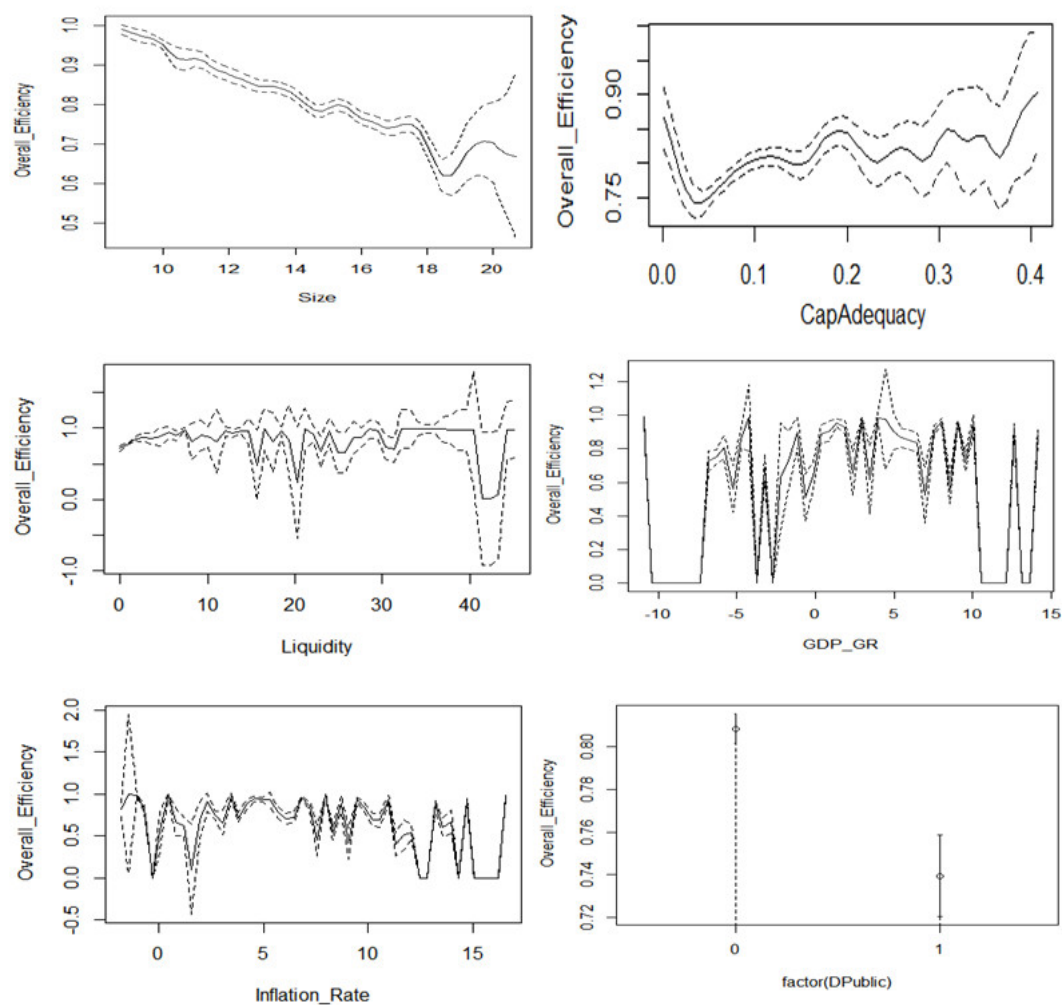 Overall_Efficiency
1.0
0.9
0.8
0.7
0.6
0.5
10 12 14 16 18 20
Size
Overall_Efficiency
0.90
0.75
0.0 0.1 0.2 0.3 0.4
CapAdequacy
Overall_Efficiency
1.0
0.0
-1.0
0 10 20 30 40
Liquidity
Overall_Efficiency
1.2
1.0
0.8
0.6
0.4
0.2
0.0
-10 -5 0 5 10 15
GDP_GR
Overall_Efficiency
2.0
1.0
0.5
0.0
-0.5
0 5 10 15
Inflation_Rate
Overall_Efficiency
0.80
0.78
0.76
0.74
0.72
0 1
factor(DPublic)